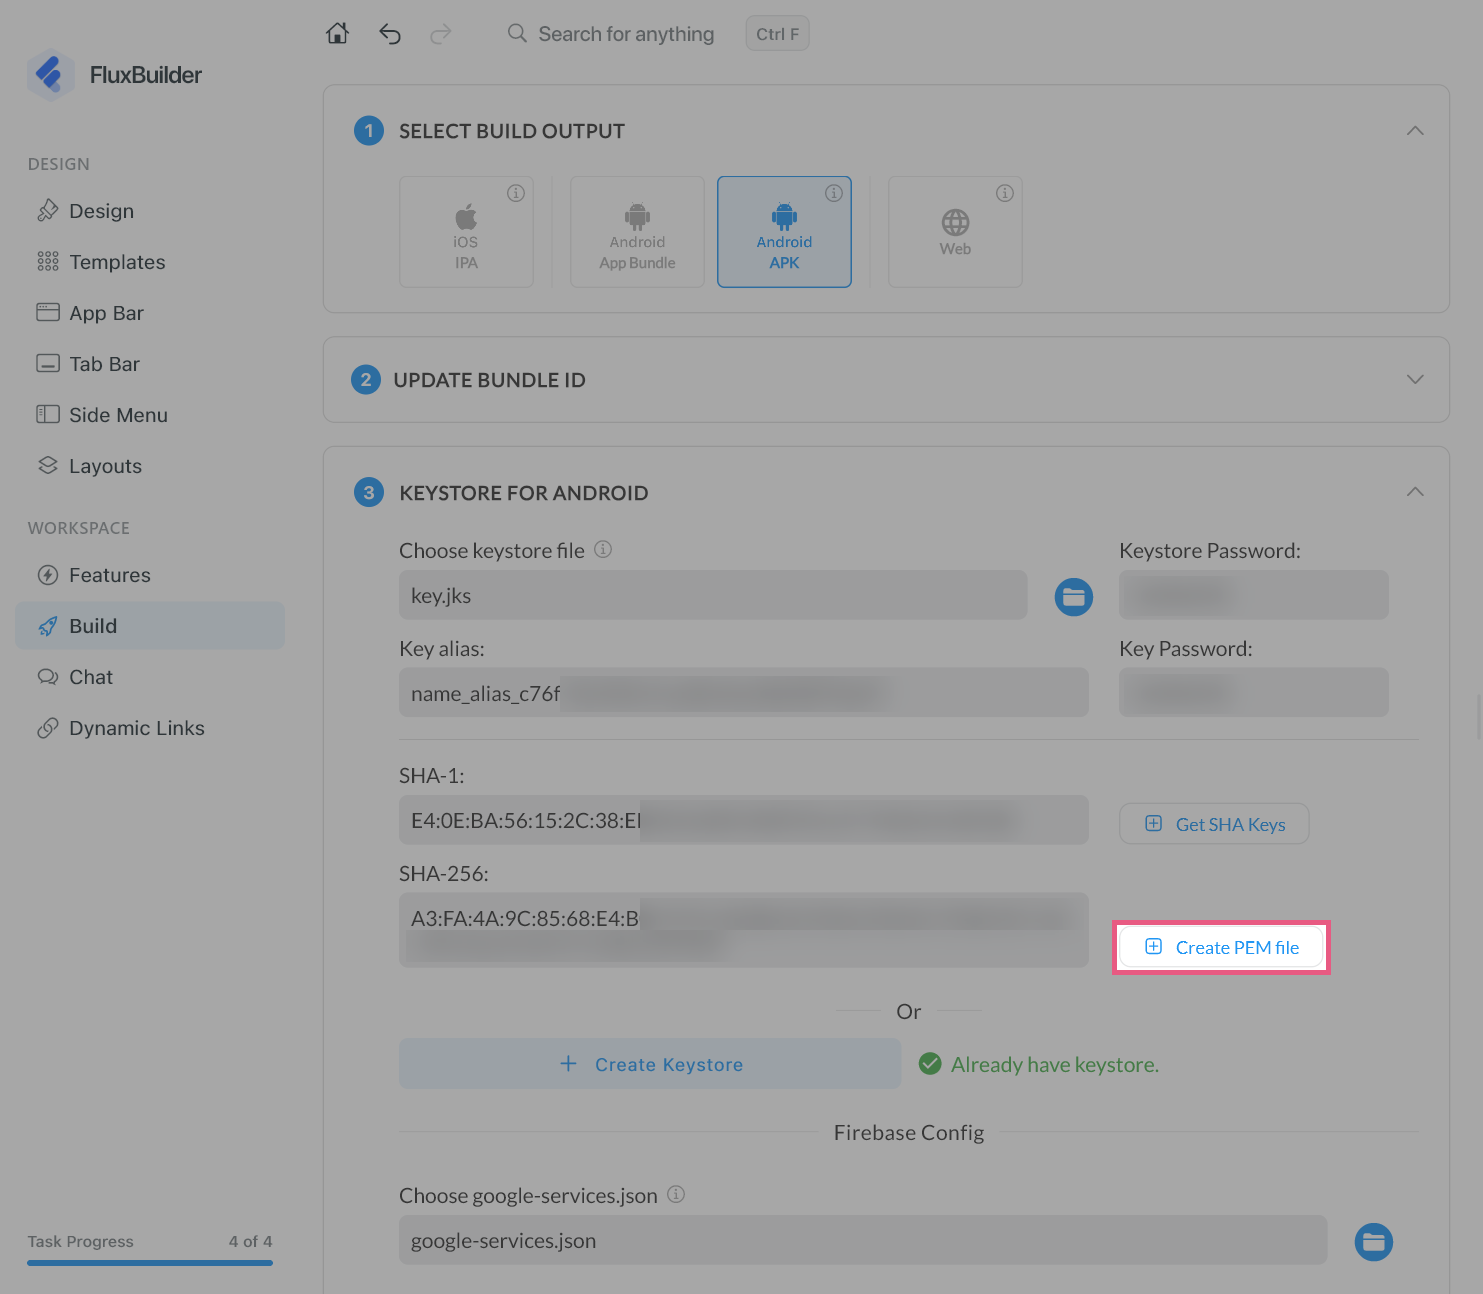 Search for anything
Ctrl F
FluxBuilder
DESIGN
Design
Templates
App Bar
Tab Bar
Side Menu
Layouts
WORKSPACE
Features
Build
Chat
Dynamic Links
Task Progress
4 of 4
1 SELECT BUILD OUTPUT
iOS
IPA
Android
App Bundle
Android
APK
Web
2 UPDATE BUNDLE ID
3 KEYSTORE FOR ANDROID
Choose keystore file
Keystore Password:
key.jks
Key alias:
Key Password:
name_alias_c76f
SHA-1:
E4:0E:BA:56:15:2C:38:
Get SHA Keys
SHA-256:
A3:FA:4A:9C:85:68:E4:B
Create PEM file
Or
Create Keystore
Already have keystore.
Firebase Config
Choose google-services.json
google-services.json